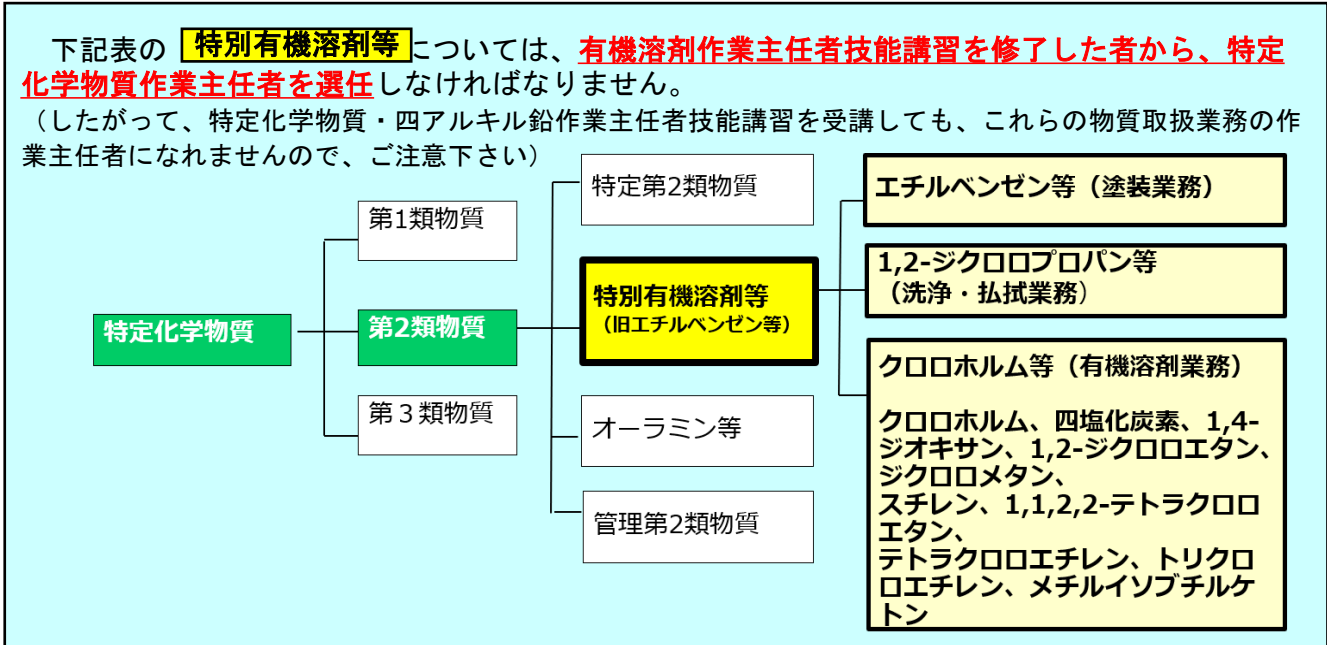 下記表の 特別有機溶剤等 については、有機溶剤作業主任者技能講習を修了した者から、特定
化学物質作業主任者を選任しなければなりません。
（したがって、特定化学物質・四アルキル鉛作業主任者技能講習を受講しても、これらの物質取扱業務の作
業主任者になれませんので、ご注意下さい）
特定化学物質
第1類物質
第2類物質
第３類物質
特定第2類物質
特別有機溶剤等
（旧エチルベンゼン等）
オーラミン等
管理第2類物質
エチルベンゼン等（塗装業務）
1,2-ジクロロプロパン等
（洗浄・払拭業務）
クロロホルム等（有機溶剤業務）
クロロホルム、四塩化炭素、1,4-
ジオキサン、1,2-ジクロロエタン、
ジクロロメタン、
スチレン、1,1,2,2-テトラクロロ
エタン、
テトラクロロエチレン、トリクロ
ロエチレン、メチルイソブチルケ
トン